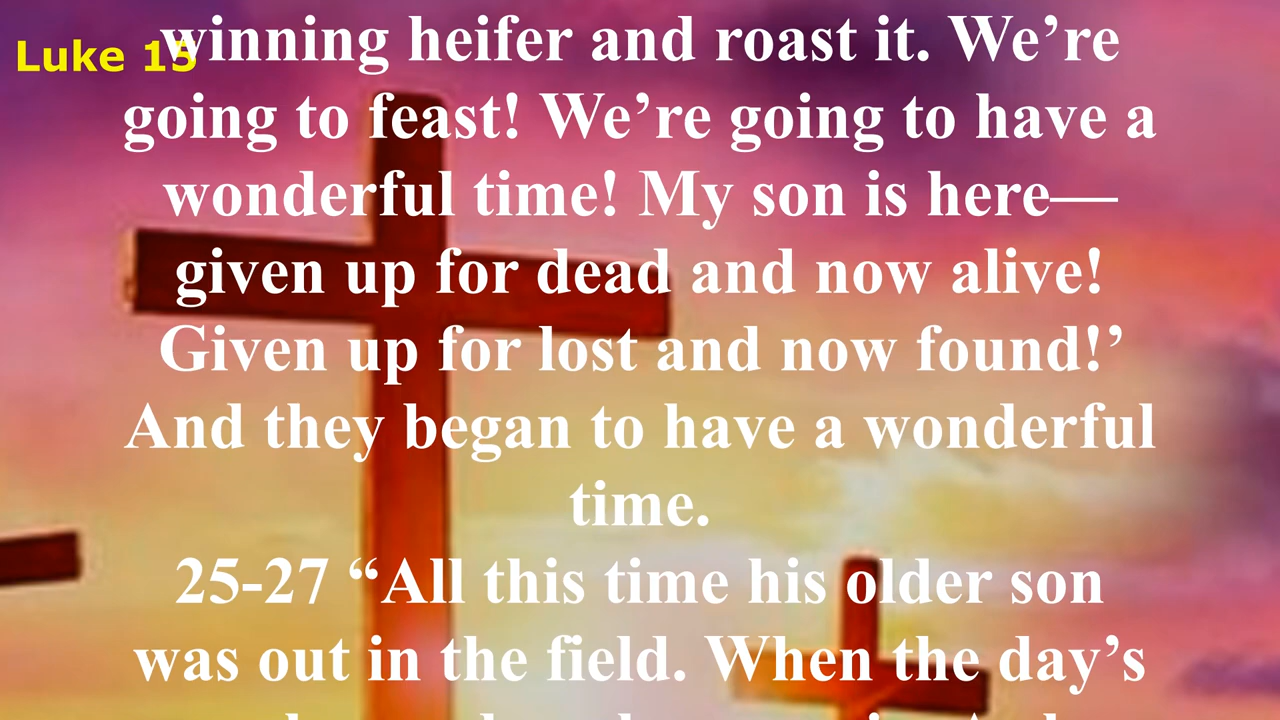 Luke 15
winning heifer and roast it. We’re
going to feast! We’re going to have a
wonderful time! My son is here—
given up for dead and now alive!
Given up for lost and now found!’
And they began to have a wonderful
time.
25-27 “All this time his older son
was out in the field. When the day’s